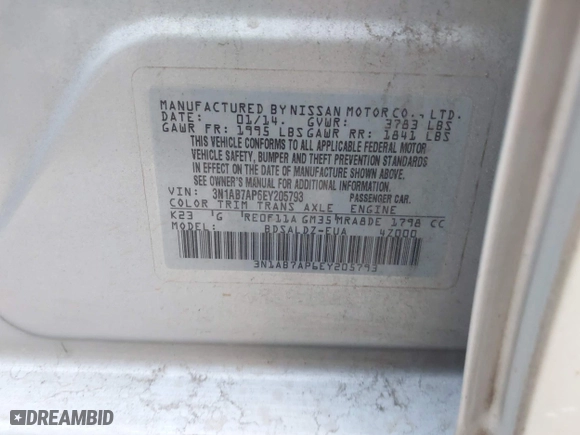 MANUFACTURED BY NISSAN MOTOR CO., LTD.
DATE: 01/14. GVWR: 3783 LBS
GAWR FR: 1995 LBS GAWR RR: 1841 LBS
THIS VEHICLE CONFORMS TO ALL APPLICABLE FEDERAL MOTOR
VEHICLE SAFETY, BUMPER AND THEFT PREVENTION STANDARDS
IN EFFECT ON THE DATE OF MANUFACTURE SHOWN ABOVE.
SEE OWNER'S MANUAL FOR ADDITIONAL INFORMATION.
VIN: 3N1AB7AP6EY205793 PASSENGER CAR
COLOR TRIM TRANS AXLE ENGINE
K23 G RE0F11A GM35 MRA8DE 1798 CC
MODEL: BDSALDZ-EUA 47000
3N1AB7AP6EY205793
DREAMBID